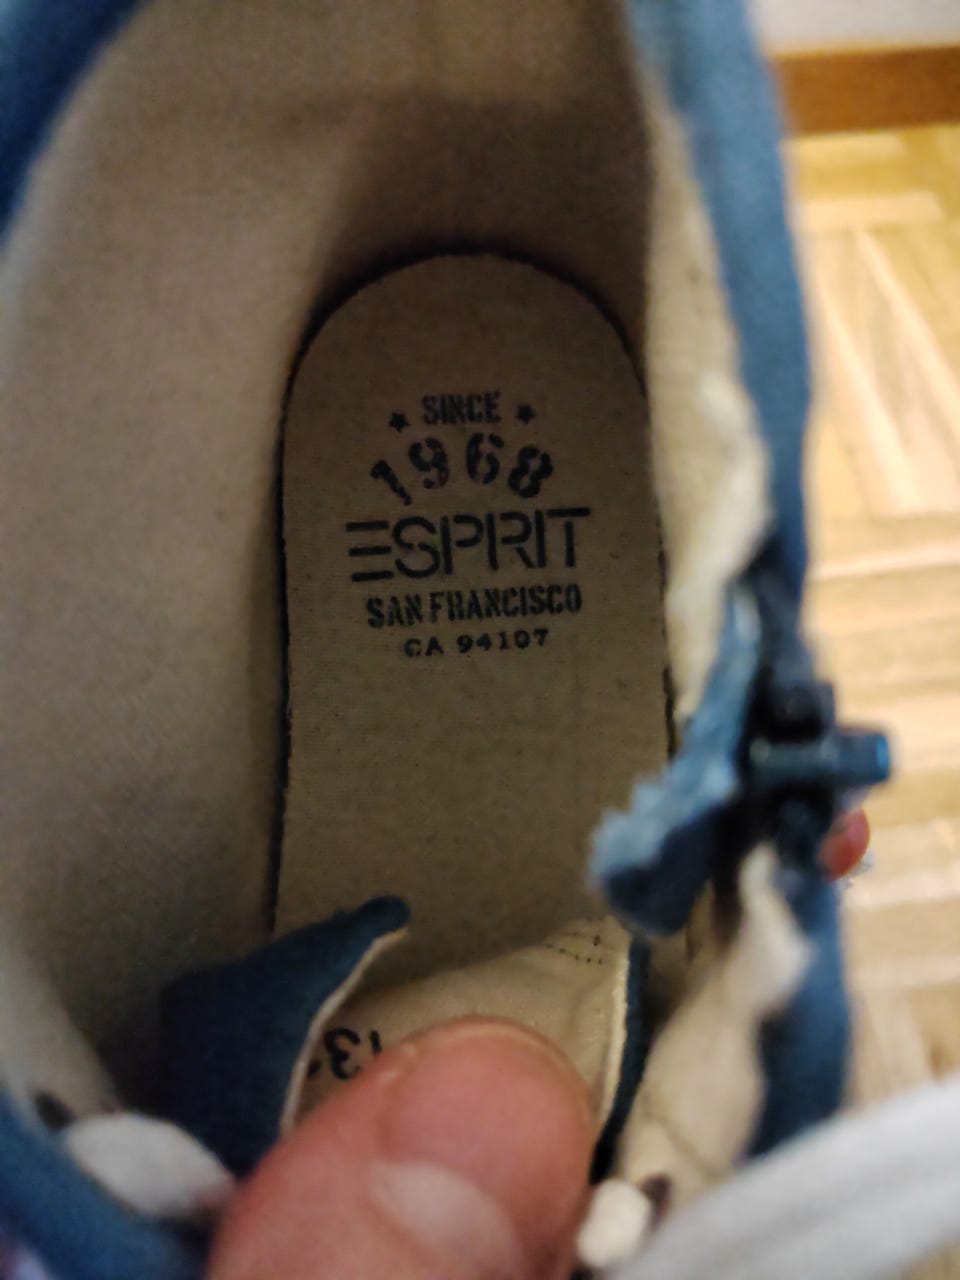 SINCE
1968
ESPRIT
SAN FRANCISCO
CA 94107